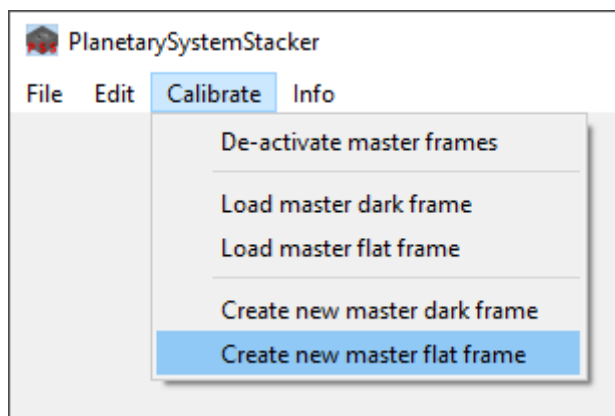 PlanetarySystemStacker
File Edit Calibrate Info
De-activate master frames
Load master dark frame
Load master flat frame
Create new master dark frame
Create new master flat frame